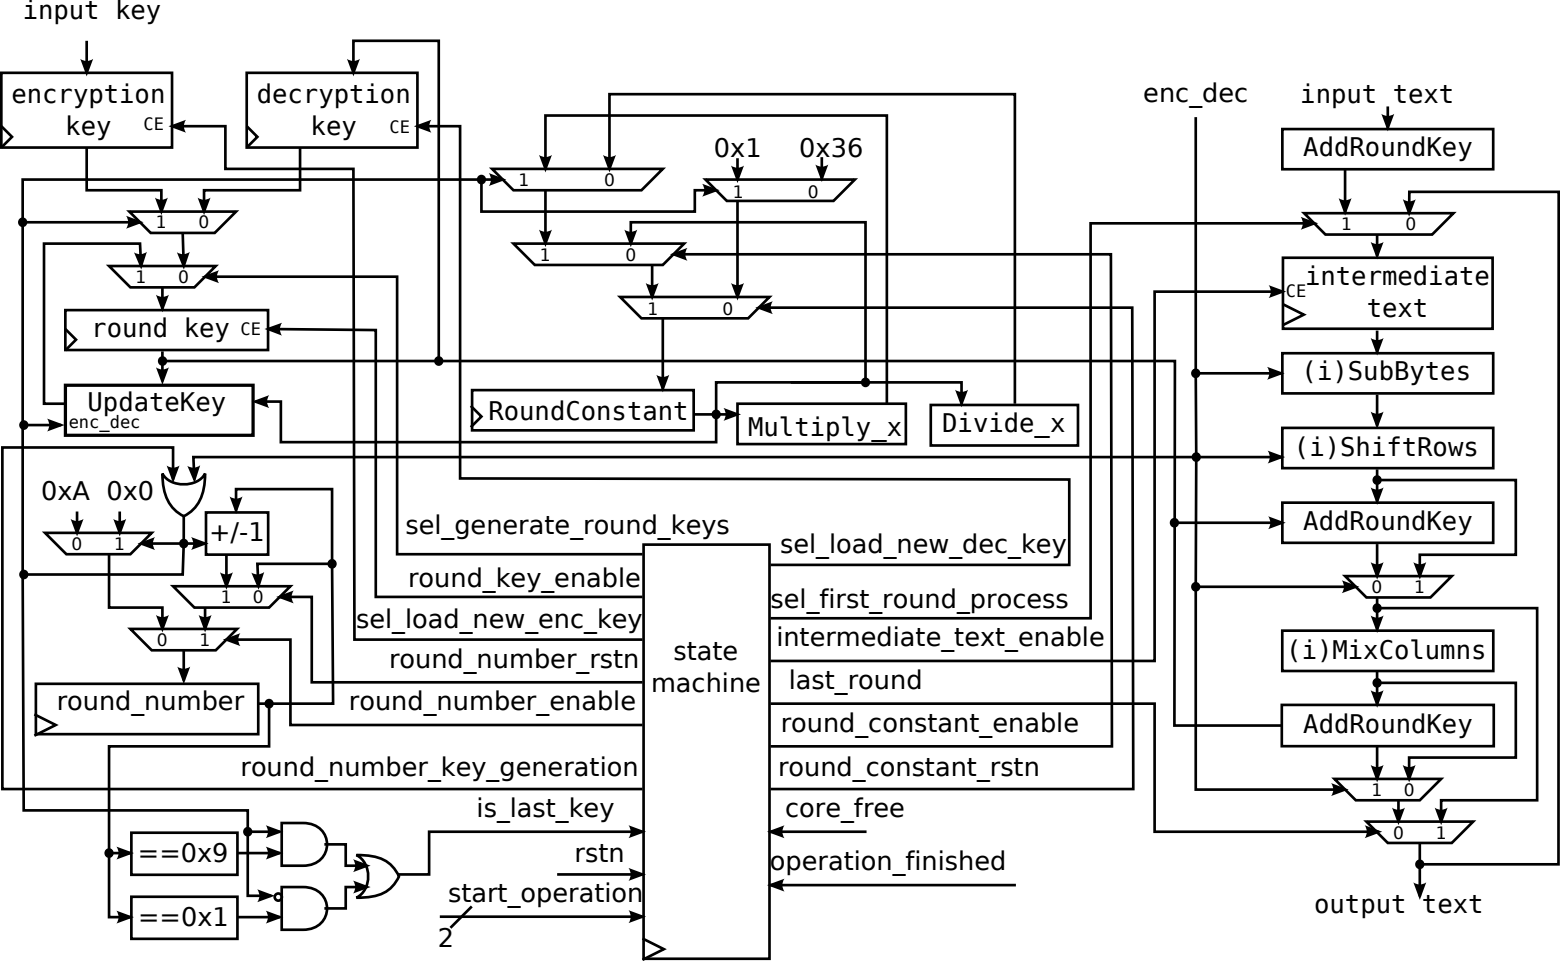 input key
encryption
key CE
decryption
key CE
enc_dec
input text
AddRoundKey
0x1 0x36
1 0
1 0
1 0
1 0
1 0
1 0
1 0
round key CE
CE intermediate
text
(i)SubBytes
UpdateKey
enc_dec
RoundConstant
Multiply_x
Divide_x
(i)ShiftRows
0xA 0x0
0 1
+/-1
AddRoundKey
sel_generate_round_keys
sel_load_new_dec_key
round_key_enable
1 0
0 1
sel_load_new_enc_key
sel_first_round_process
0 1
round_number_rstn
intermediate_text_enable
state
machine
(i)MixColumns
round_number
round_number_enable
last_round
round_constant_enable
AddRoundKey
round_number_key_generation
round_constant_rstn
1 0
is_last_key
core_free
0 1
==0x9
rstn
operation_finished
==0x1
start_operation
2
output text